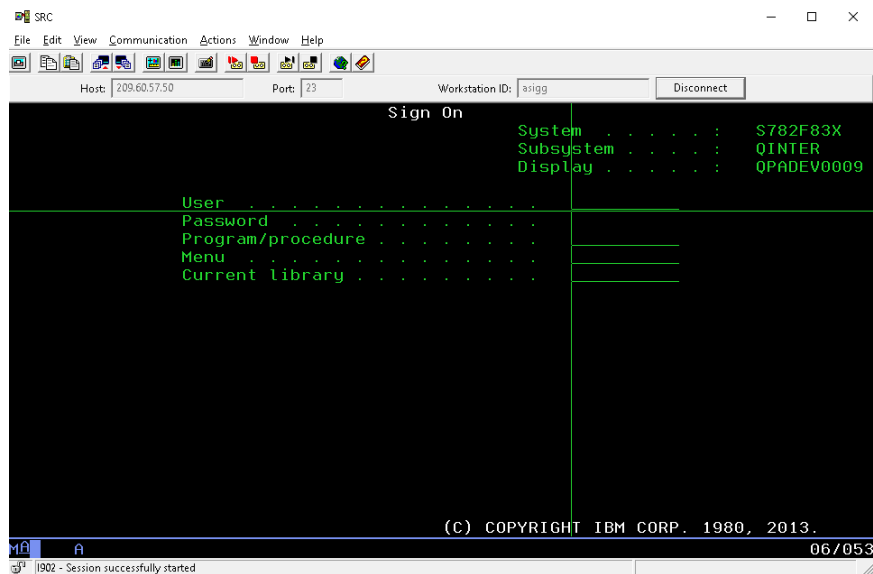 SRC
File Edit View Communication Actions Window Help
Host: 209.60.57.50 Port: 23 Workstation ID: asigg Disconnect
Sign On
System . . . . . : S782F83X
Subsystem . . . . : QINTER
Display . . . . . : QPADEV0009
User . . . . . . . . . . . . . .
Password . . . . . . . . . . . .
Program/procedure . . . . . . . .
Menu . . . . . . . . . . . . . .
Current library . . . . . . . . .
(C) COPYRIGHT IBM CORP. 1980, 2013.
MA A 06/053
I902 - Session successfully started